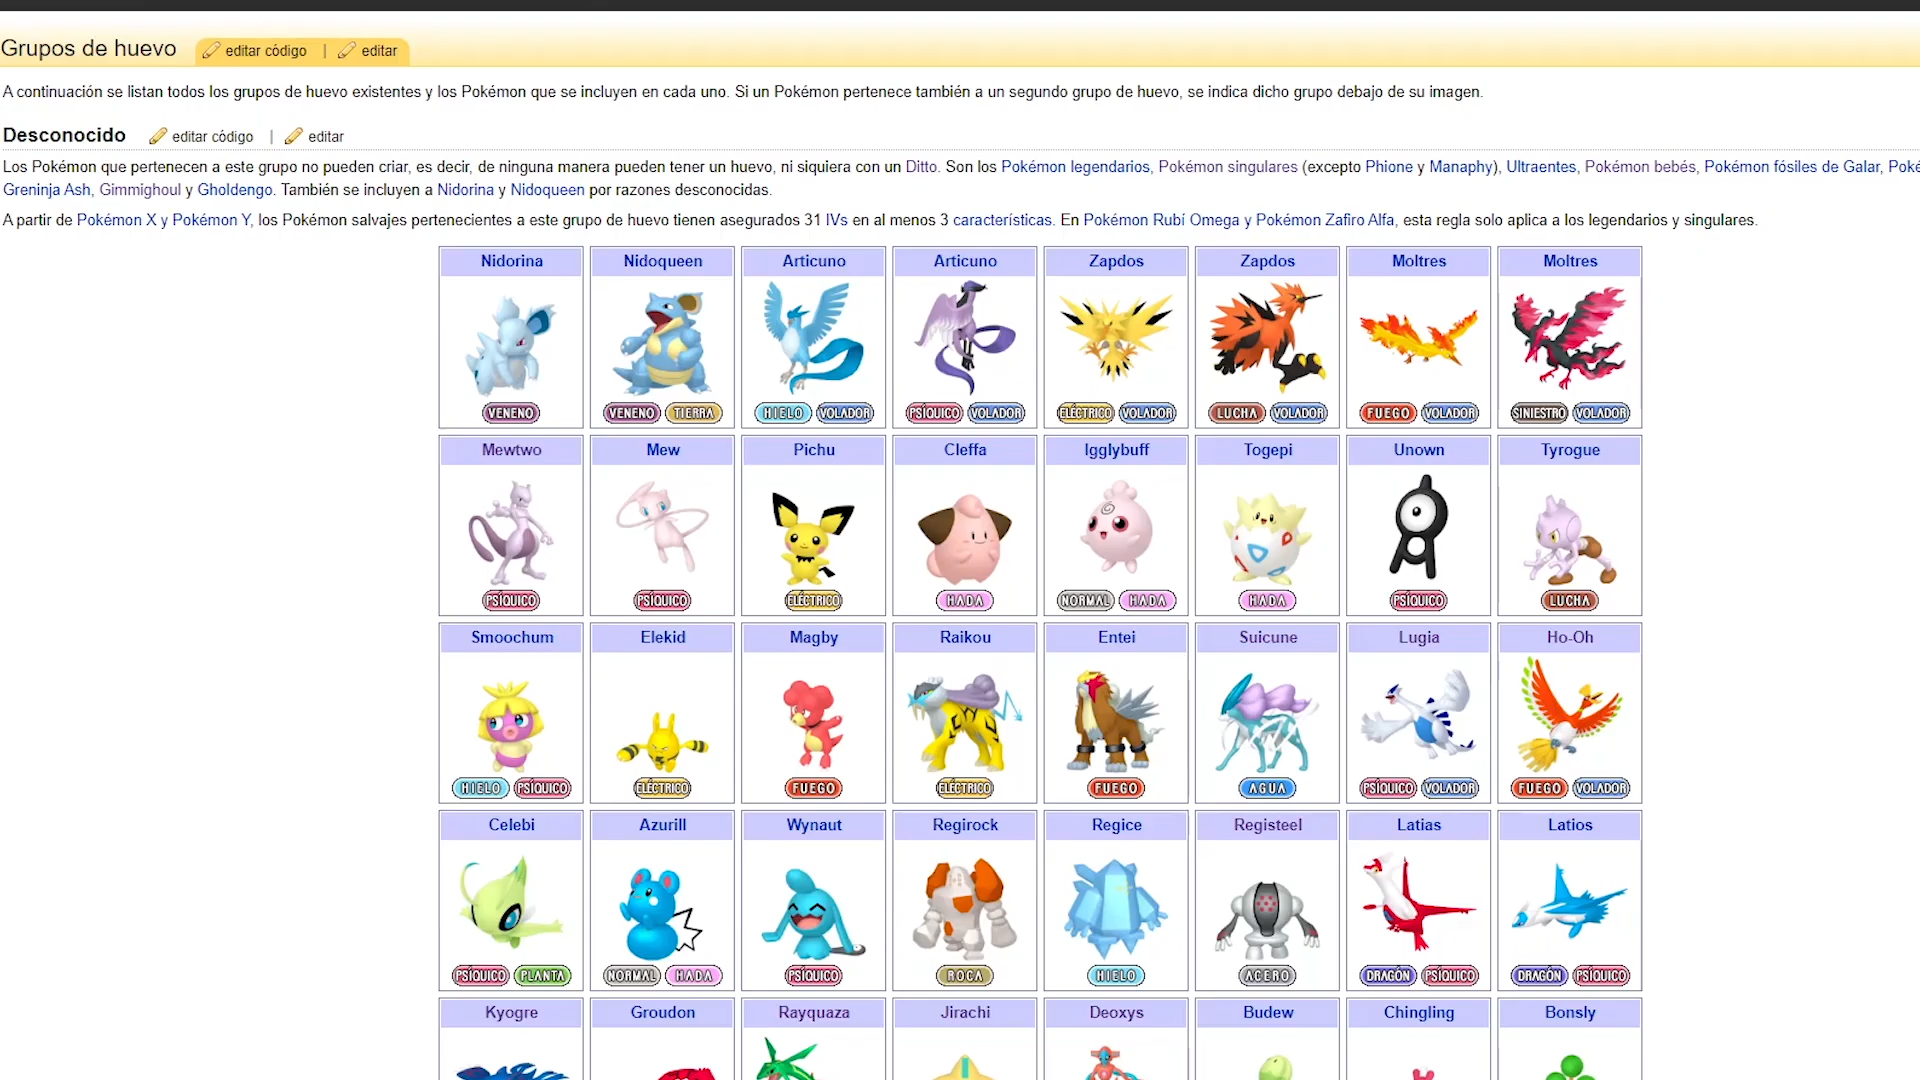 Grupos de huevo editar código | editar
A continuación se listan todos los grupos de huevo existentes y los Pokémon que se incluyen en cada uno. Si un Pokémon pertenece también a un segundo grupo de huevo, se indica dicho grupo debajo de su imagen.
Desconocido editar código | editar
Los Pokémon que pertenecen a este grupo no pueden criar, es decir, de ninguna manera pueden tener un huevo, ni siquiera con un Ditto. Son los Pokémon legendarios, Pokémon singulares (excepto Phione y Manaphy), Ultraentes, Pokémon bebés, Pokémon fósiles de Galar, Poké
Greninja Ash, Gimmighoul y Gholdengo. También se incluyen a Nidorina y Nidoqueen por razones desconocidas.
A partir de Pokémon X y Pokémon Y, los Pokémon salvajes pertenecientes a este grupo de huevo tienen asegurados 31 IVs en al menos 3 características. En Pokémon Rubí Omega y Pokémon Zafiro Alfa, esta regla solo aplica a los legendarios y singulares.
Nidorina Nidoqueen Articuno Articuno Zapdos Zapdos Moltres Moltres
VENENO VENENO TIERRA HIELO VOLADOR PSÍQUICO VOLADOR ELÉCTRICO VOLADOR LUCHA VOLADOR FUEGO VOLADOR SINIESTRO VOLADOR
Mewtwo Mew Pichu Cleffa Igglybuff Togepi Unown Tyrogue
PSÍQUICO PSÍQUICO ELÉCTRICO HADA NORMAL HADA HADA PSÍQUICO LUCHA
Smoochum Elekid Magby Raikou Entei Suicune Lugia Ho-Oh
HIELO PSÍQUICO ELÉCTRICO FUEGO ELÉCTRICO FUEGO AGUA PSÍQUICO VOLADOR FUEGO VOLADOR
Celebi Azurill Wynaut Regirock Regice Registeel Latias Latios
PSÍQUICO PLANTA NORMAL HADA PSÍQUICO ROCA HIELO ACERO DRAGÓN PSÍQUICO DRAGÓN PSÍQUICO
Kyogre Groudon Rayquaza Jirachi Deoxys Budew Chingling Bonsly